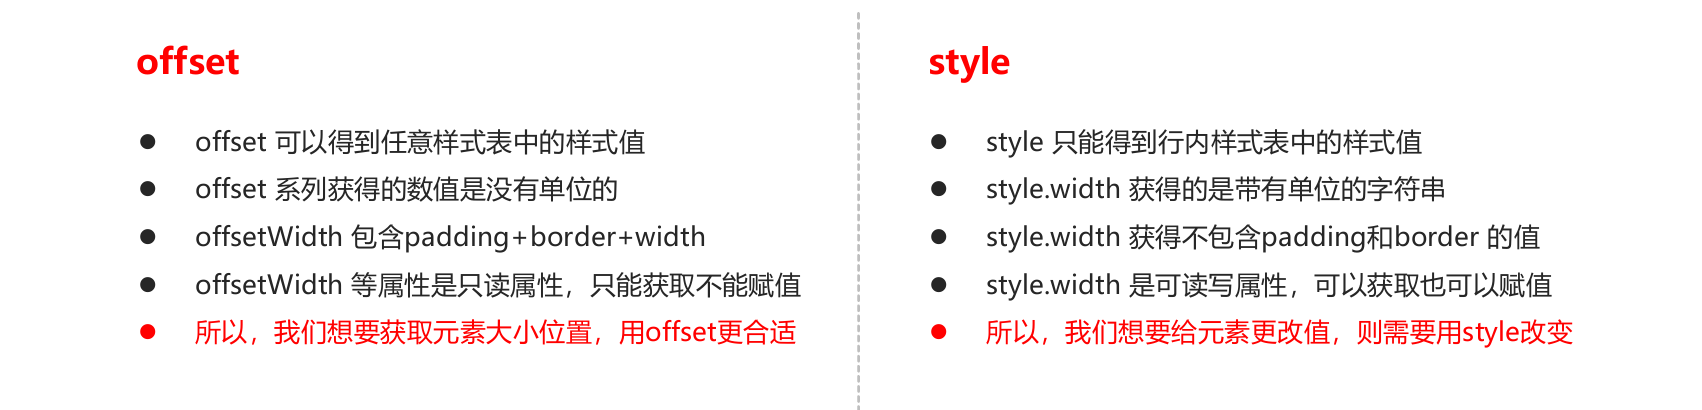 offset
● offset 可以得到任意样式表中的样式值
● offset 系列获得的数值是没有单位的
● offsetWidth 包含padding+border+width
● offsetWidth 等属性是只读属性，只能获取不能赋值
● 所以，我们想要获取元素大小位置，用offset更合适
style
● style 只能得到行内样式表中的样式值
● style.width 获得的是带有单位的字符串
● style.width 获得不包含padding和border 的值
● style.width 是可读写属性，可以获取也可以赋值
● 所以，我们想要给元素更改值，则需要用style改变